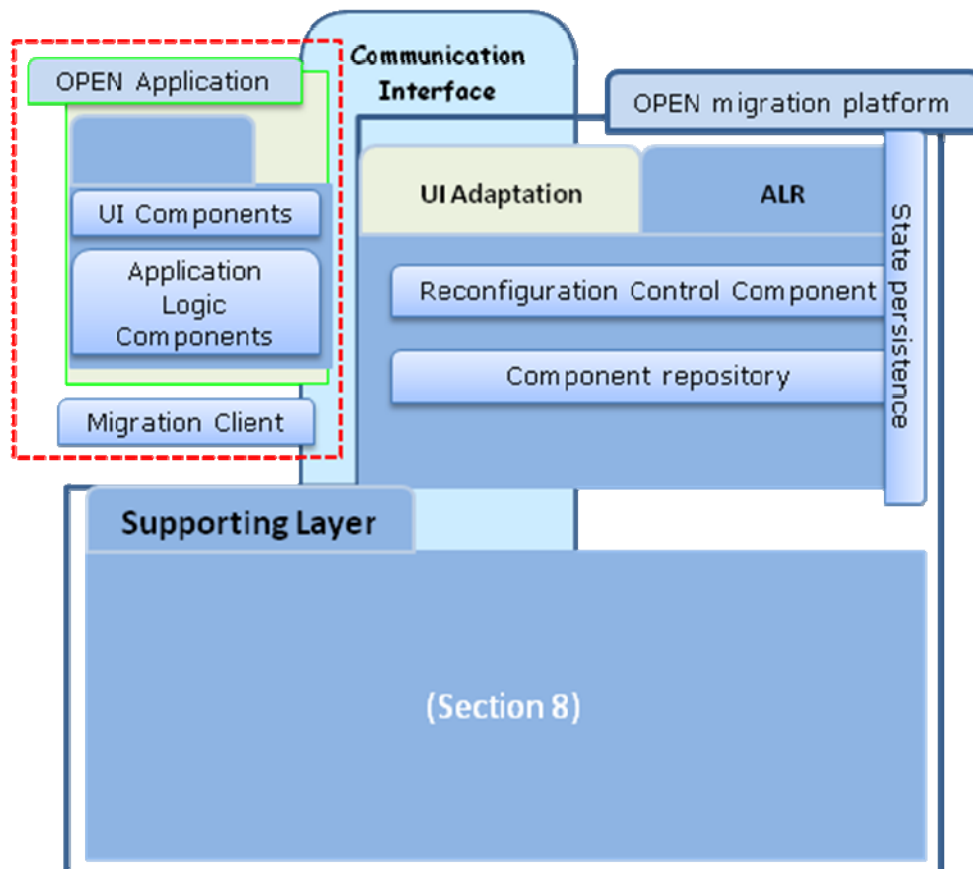 Communication
Interface
OPEN Application
OPEN migration platform
UI Adaptation
ALR
UI Components
State persistence
Application
Logic
Components
Reconfiguration Control Component
Component repository
Migration Client
Supporting Layer
(Section 8)